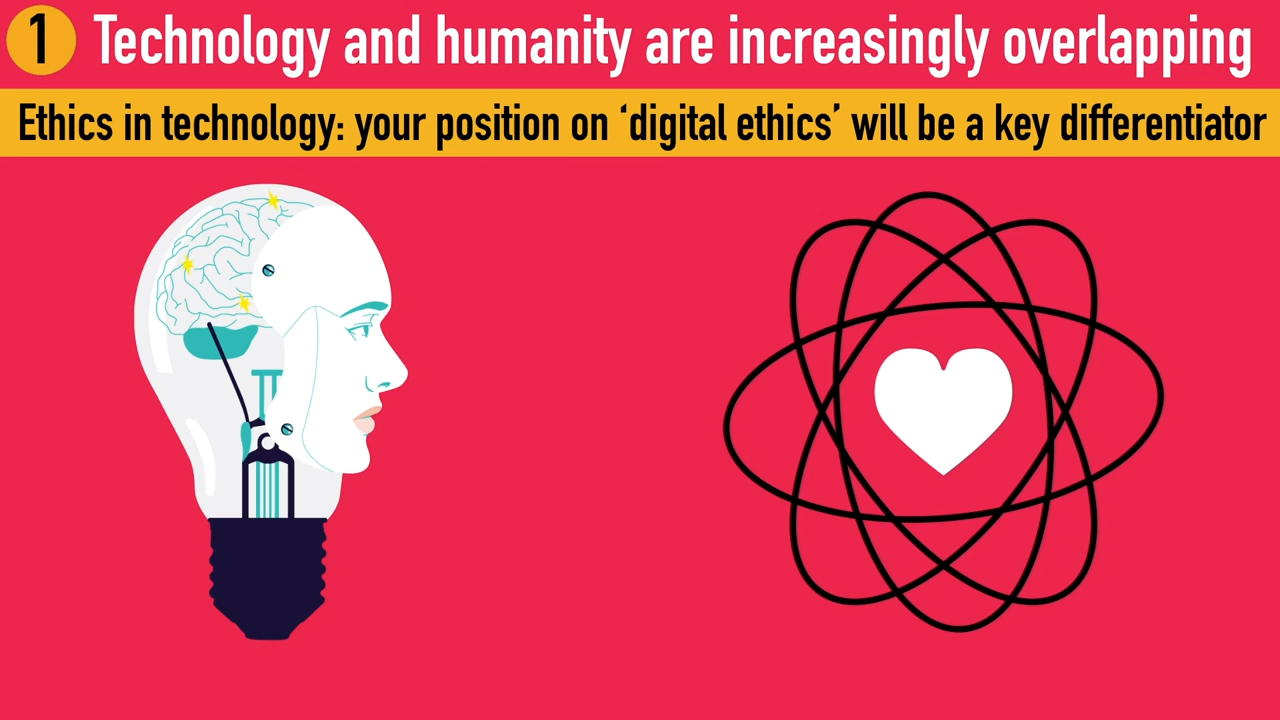 1 Technology and humanity are increasingly overlapping
Ethics in technology: your position on ‘digital ethics’ will be a key differentiator